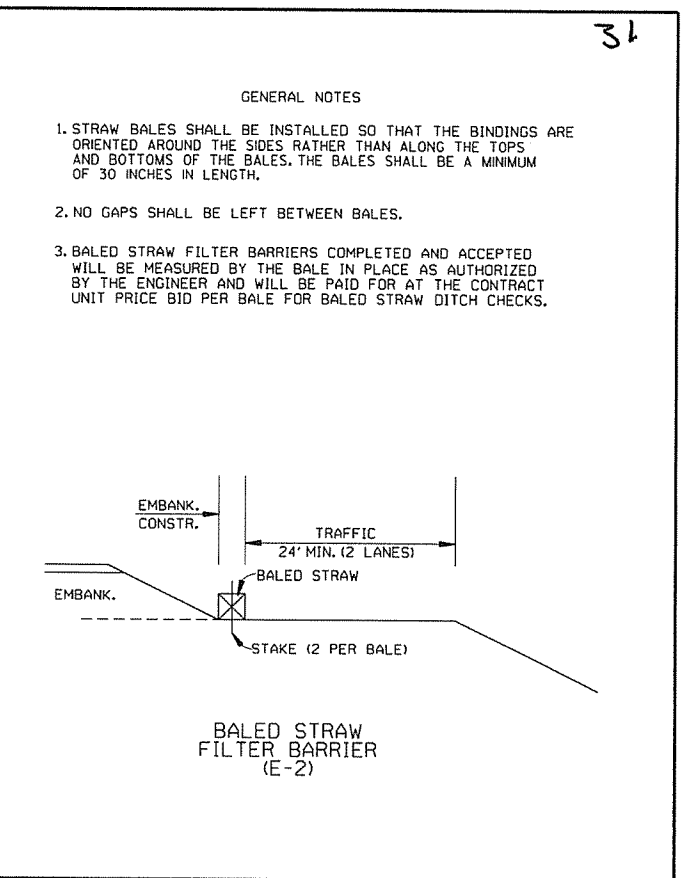 31
GENERAL NOTES
1. STRAW BALES SHALL BE INSTALLED SO THAT THE BINDINGS ARE
ORIENTED AROUND THE SIDES RATHER THAN ALONG THE TOPS
AND BOTTOMS OF THE BALES. THE BALES SHALL BE A MINIMUM
OF 30 INCHES IN LENGTH.
2. NO GAPS SHALL BE LEFT BETWEEN BALES.
3. BALED STRAW FILTER BARRIERS COMPLETED AND ACCEPTED
WILL BE MEASURED BY THE BALE IN PLACE AS AUTHORIZED
BY THE ENGINEER AND WILL BE PAID FOR AT THE CONTRACT
UNIT PRICE BID PER BALE FOR BALED STRAW DITCH CHECKS.
EMBANK.
CONSTR.
TRAFFIC
24' MIN. (2 LANES)
BALED STRAW
EMBANK.
STAKE (2 PER BALE)
BALED STRAW
FILTER BARRIER
(E-2)